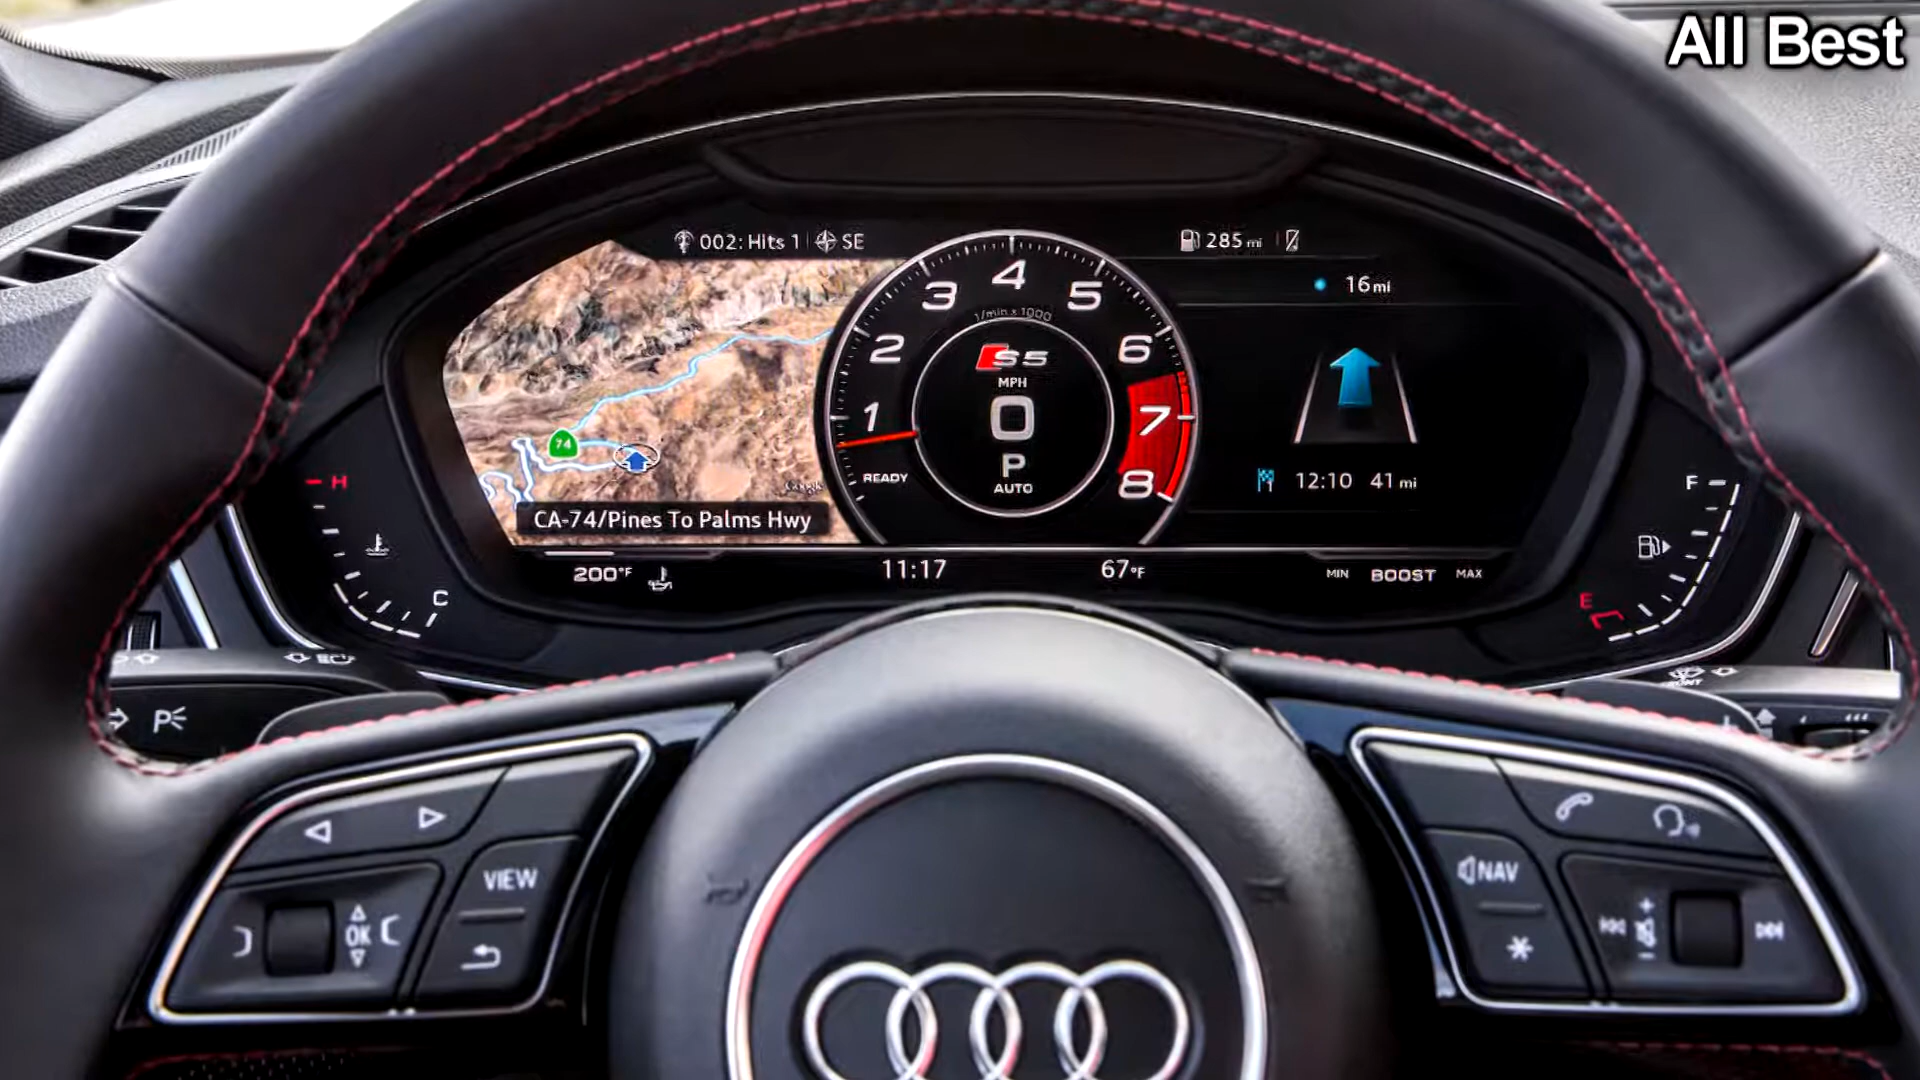 All Best
002: Hits 1 SE
285 mi
16 mi
1
2
3
4
5
6
7
8
1/min x 1000
S5
MPH
0
P
AUTO
READY
74
Google
CA-74/Pines To Palms Hwy
12:10 41 mi
200°F
11:17
67°F
MIN BOOST MAX
H
C
F
E
P
VIEW
OK
NAV